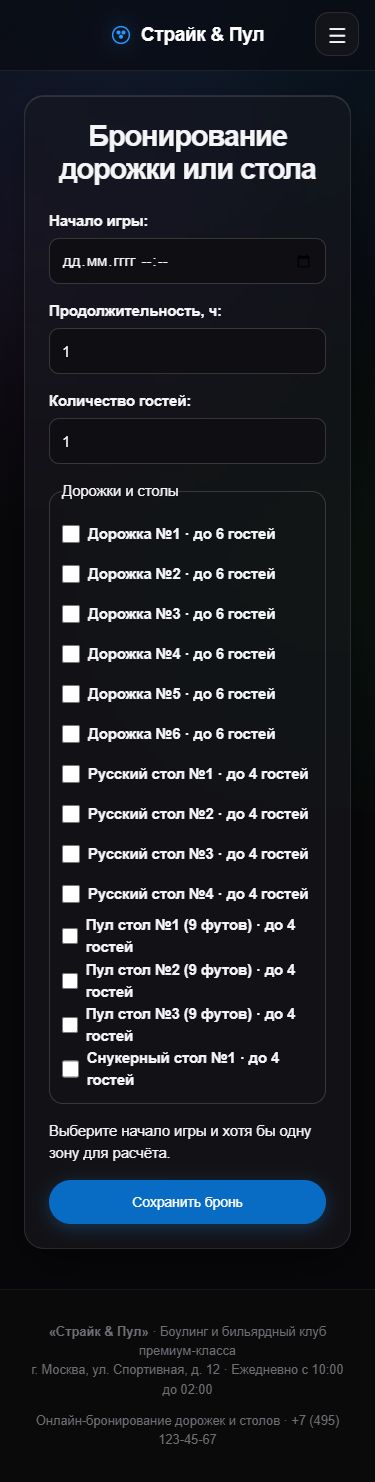 Страйк & Пул
Бронирование
дорожки или стола
Начало игры:
дд.мм.гггг --:--
Продолжительность, ч:
1
Количество гостей:
1
Дорожки и столы
Дорожка №1 · до 6 гостей
Дорожка №2 · до 6 гостей
Дорожка №3 · до 6 гостей
Дорожка №4 · до 6 гостей
Дорожка №5 · до 6 гостей
Дорожка №6 · до 6 гостей
Русский стол №1 · до 4 гостей
Русский стол №2 · до 4 гостей
Русский стол №3 · до 4 гостей
Русский стол №4 · до 4 гостей
Пул стол №1 (9 футов) · до 4
гостей
Пул стол №2 (9 футов) · до 4
гостей
Пул стол №3 (9 футов) · до 4
гостей
Снукерный стол №1 · до 4
гостей
Выберите начало игры и хотя бы одну
зону для расчёта.
Сохранить бронь
«Страйк & Пул» · Боулинг и бильярдный клуб
премиум-класса
г. Москва, ул. Спортивная, д. 12 · Ежедневно с 10:00
до 02:00
Онлайн-бронирование дорожек и столов · +7 (495)
123-45-67